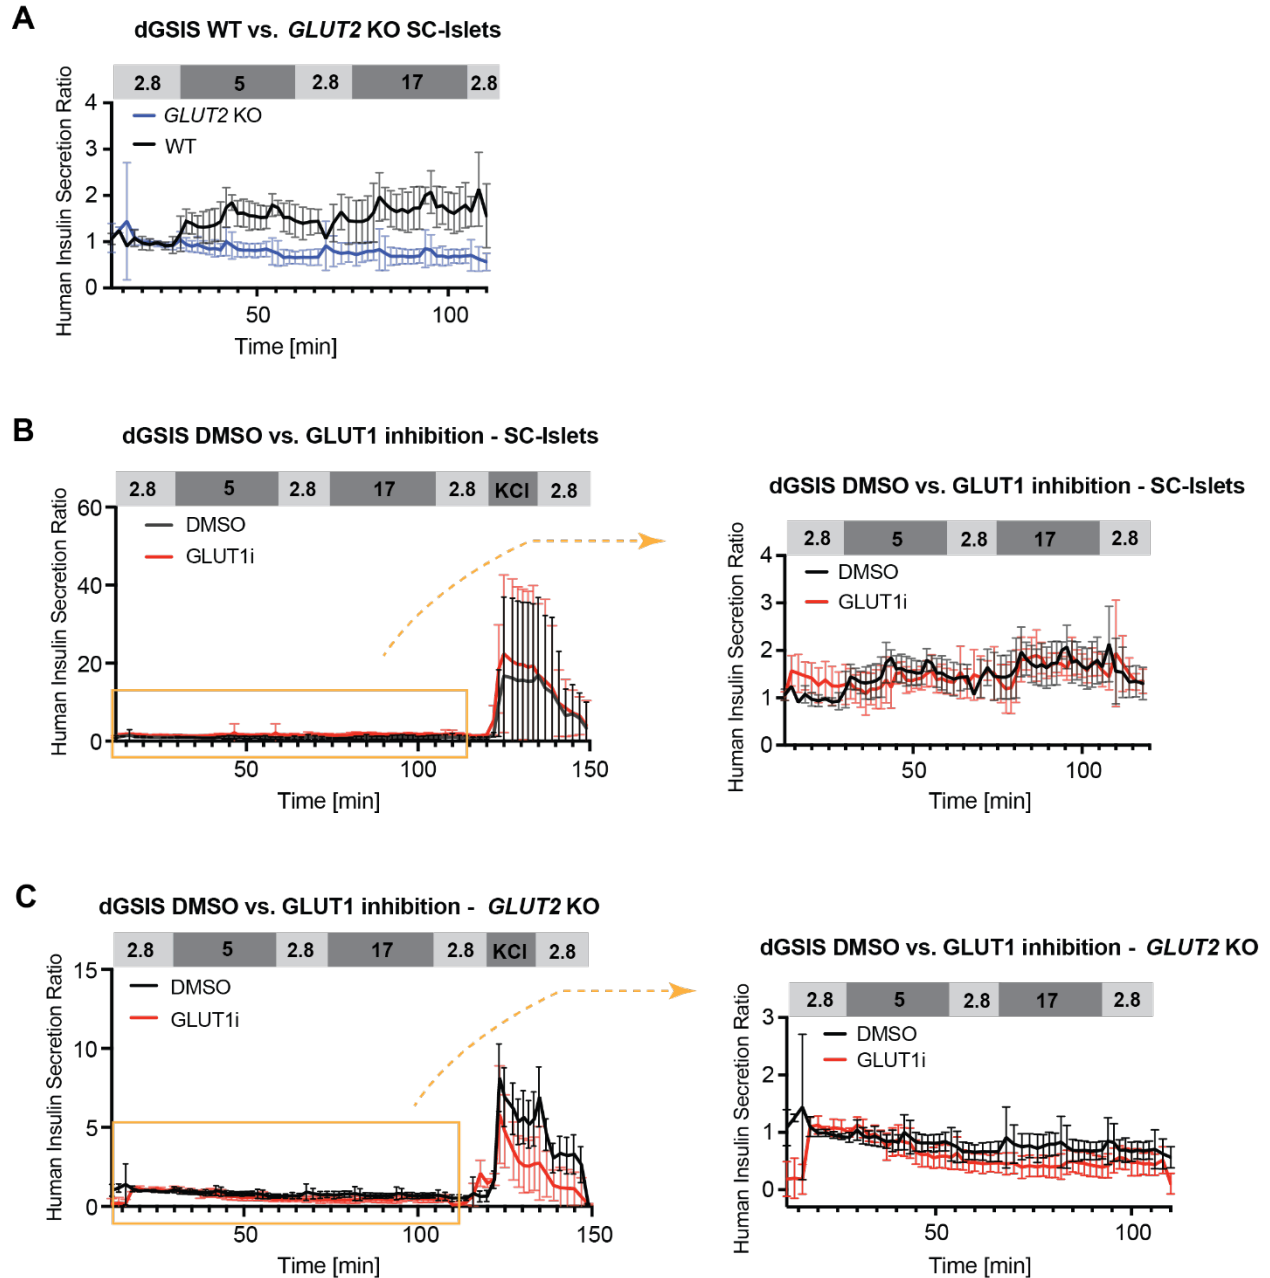 A
dGSIS WT vs. GLUT2 KO SC-Islets
2.8 5 2.8 17 2.8
Human Insulin Secretion Ratio
4
3
2
1
0
GLUT2 KO
WT
50 100
Time [min]
B
dGSIS DMSO vs. GLUT1 inhibition - SC-Islets
2.8 5 2.8 17 2.8 KCl 2.8
Human Insulin Secretion Ratio
60
40
20
0
DMSO
GLUT1i
50 100 150
Time [min]
dGSIS DMSO vs. GLUT1 inhibition - SC-Islets
2.8 5 2.8 17 2.8
Human Insulin Secretion Ratio
4
3
2
1
0
DMSO
GLUT1i
50 100
Time [min]
C
dGSIS DMSO vs. GLUT1 inhibition - GLUT2 KO
2.8 5 2.8 17 2.8 KCl 2.8
Human Insulin Secretion Ratio
15
10
5
0
DMSO
GLUT1i
50 100 150
Time [min]
dGSIS DMSO vs. GLUT1 inhibition - GLUT2 KO
2.8 5 2.8 17 2.8
Human Insulin Secretion Ratio
3
2
1
0
DMSO
GLUT1i
50 100
Time [min]